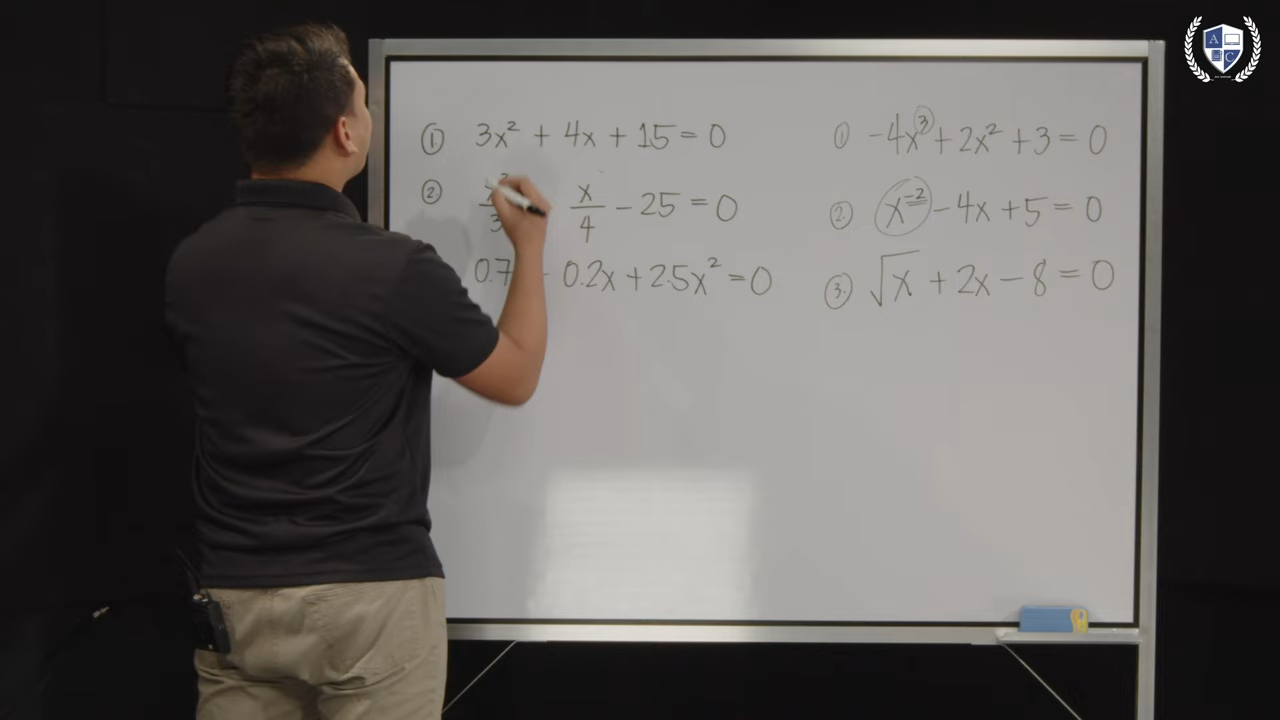 ① 3x² + 4x + 15 = 0
② x²/3 x/4 - 25 = 0
0.7 - 0.2x + 2.5x² = 0
① -4x³ + 2x² + 3 = 0
② x⁻² - 4x + 5 = 0
③ √x + 2x - 8 = 0
A
C